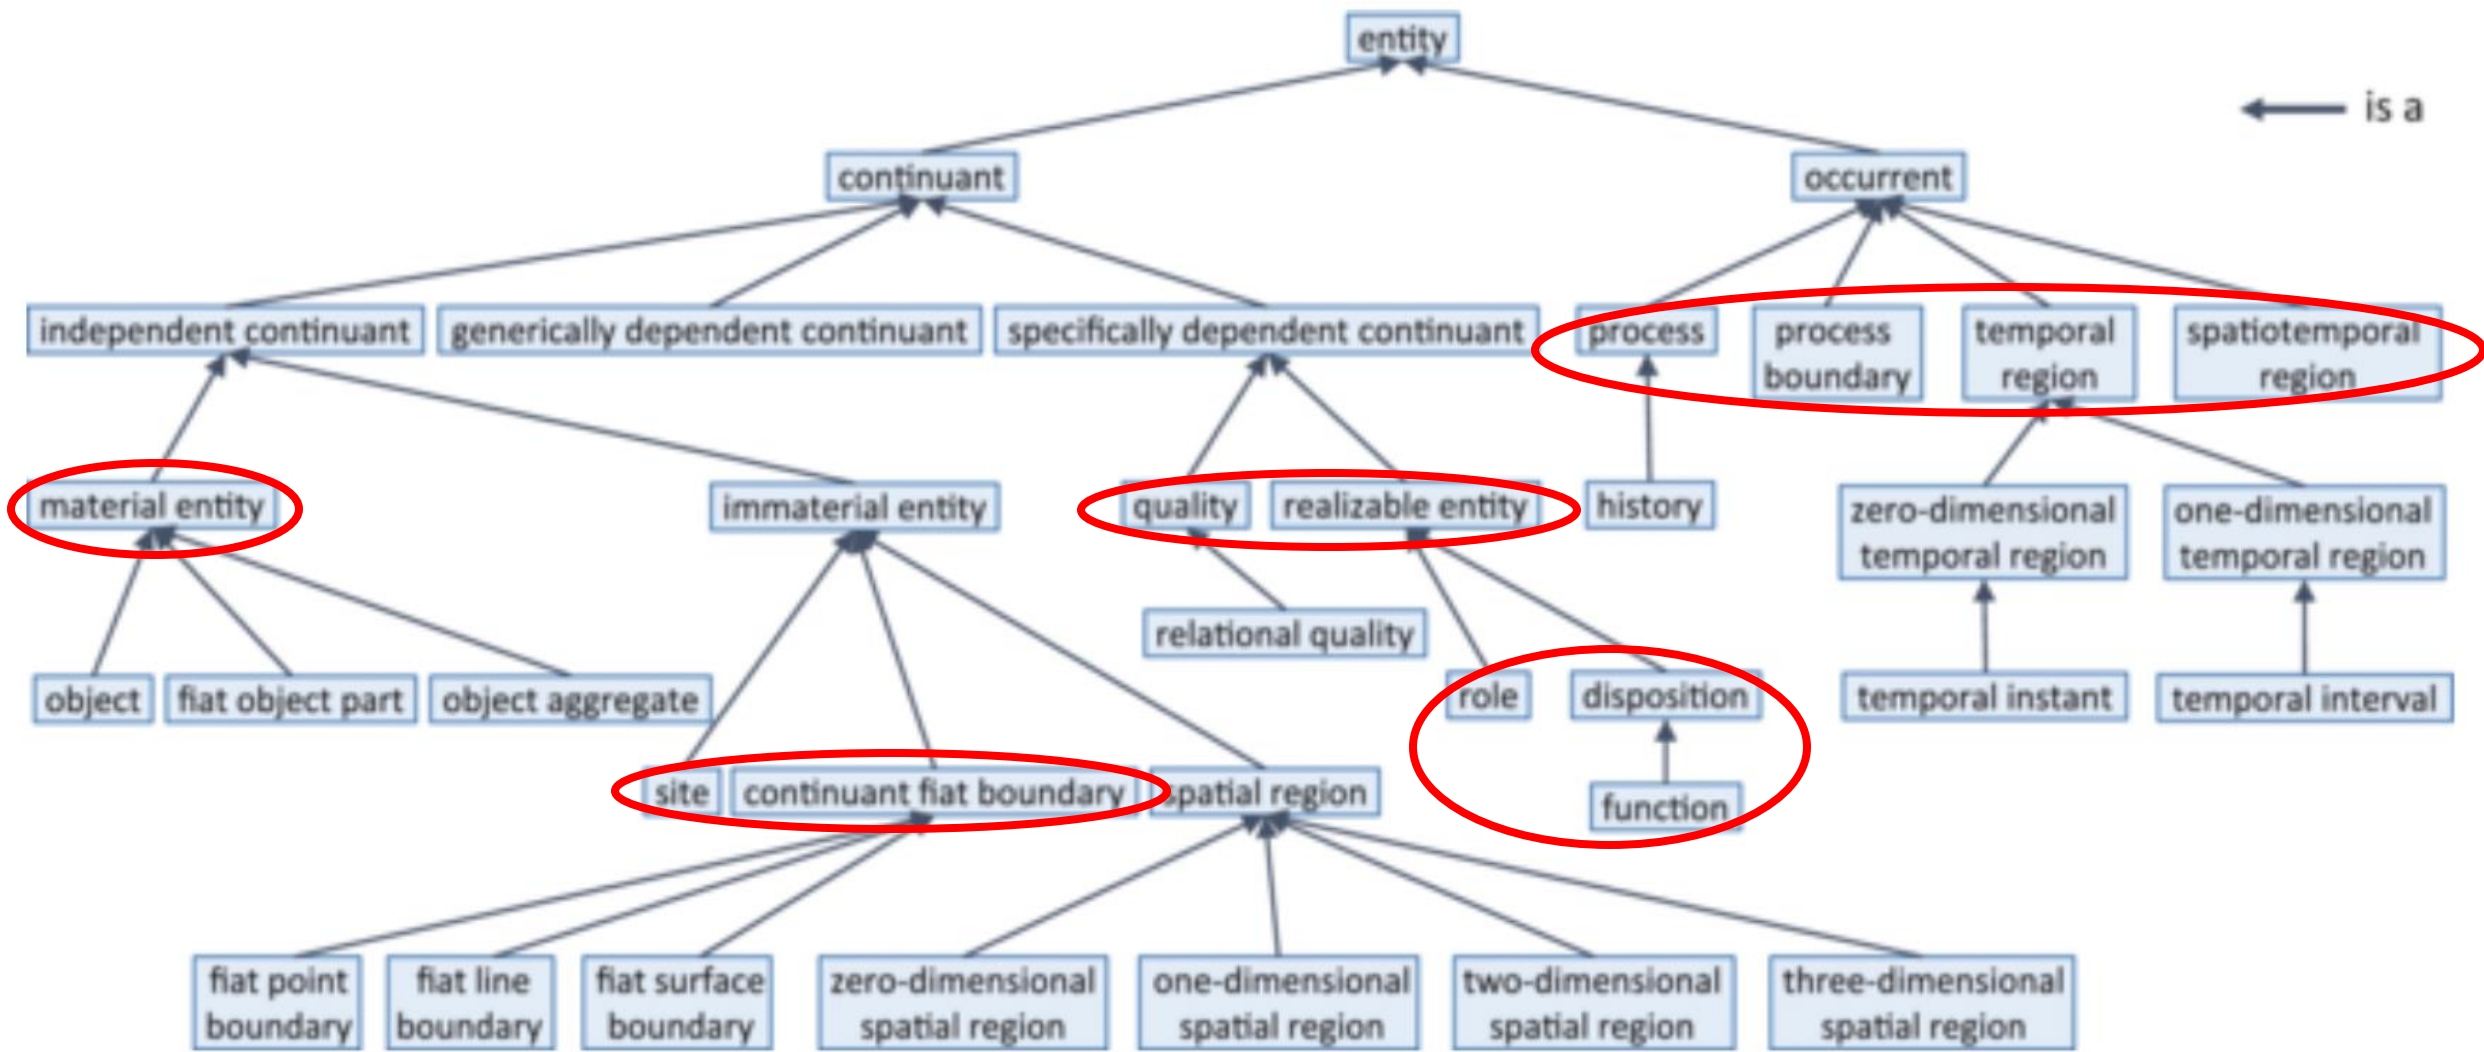 entity
is a
continuant
occurrent
independent continuant
generically dependent continuant
specifically dependent continuant
process
process
boundary
temporal
region
spatiotemporal
region
material entity
immaterial entity
quality
realizable entity
history
zero-dimensional
temporal region
one-dimensional
temporal region
relational quality
object
fiat object part
object aggregate
role
disposition
temporal instant
temporal interval
site
continuant fiat boundary
spatial region
function
fiat point
boundary
fiat line
boundary
fiat surface
boundary
zero-dimensional
spatial region
one-dimensional
spatial region
two-dimensional
spatial region
three-dimensional
spatial region